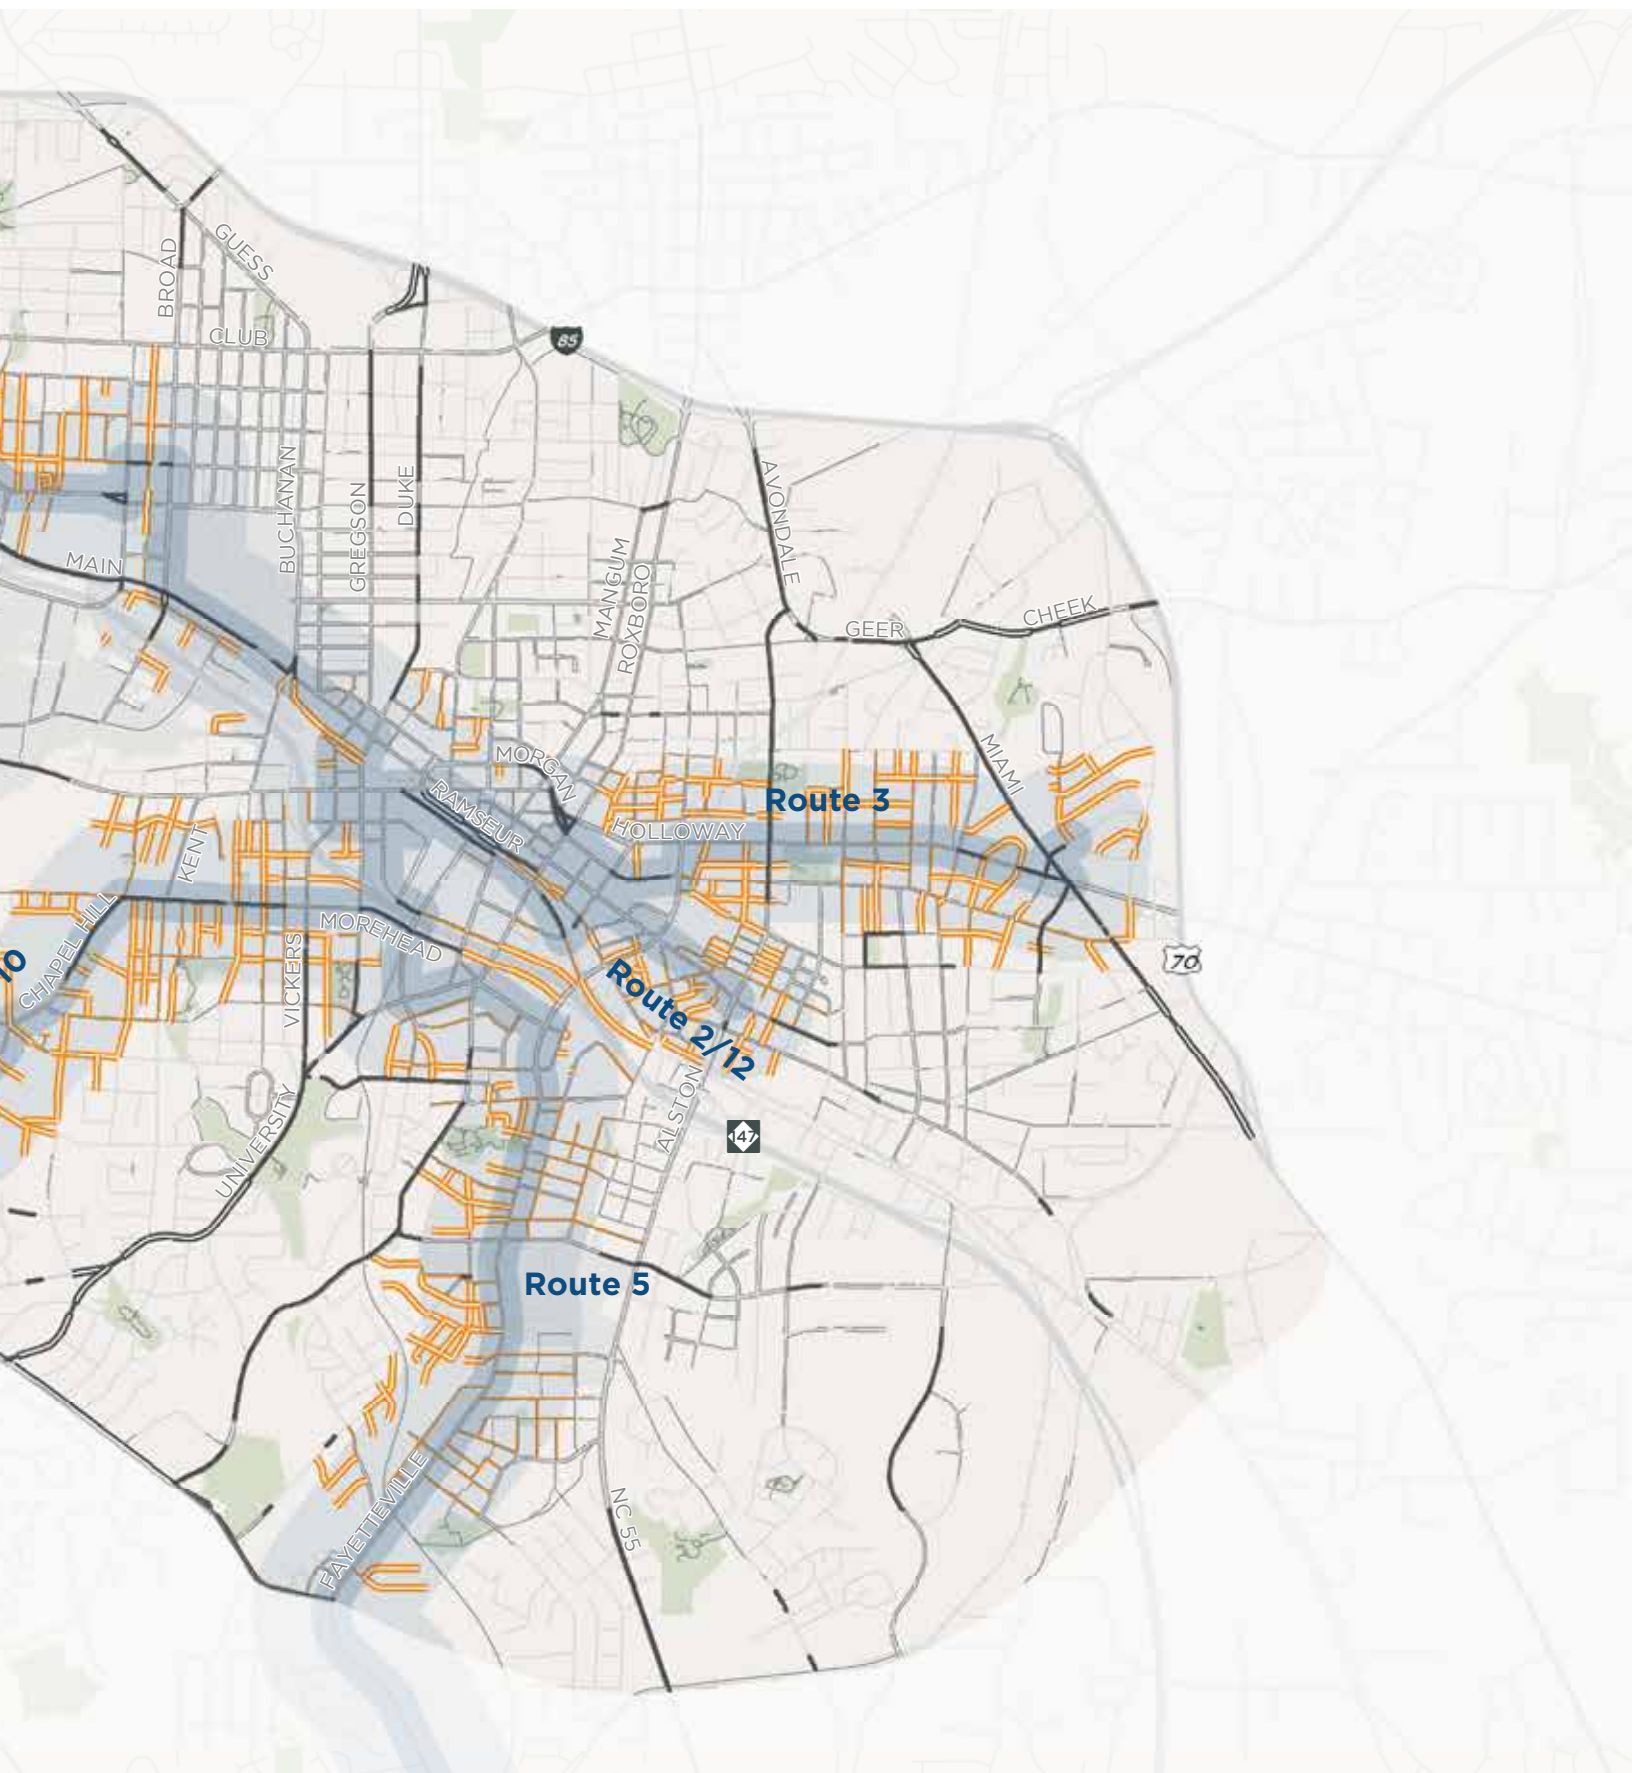 GUESS
BROAD
CLUB
85
BUCHANAN
GREGSON
DUKE
AVONDALE
MAIN
MANGUM
ROXBORO
GEER
CHEEK
MORGAN
MIAMI
RAMSEUR
Route 3
HOLLOWAY
KENT
CHAPEL HILL
MOREHEAD
VICKERS
10
70
Route 2/12
UNIVERSITY
ALSTON
147
Route 5
FAYETTEVILLE
NC 55